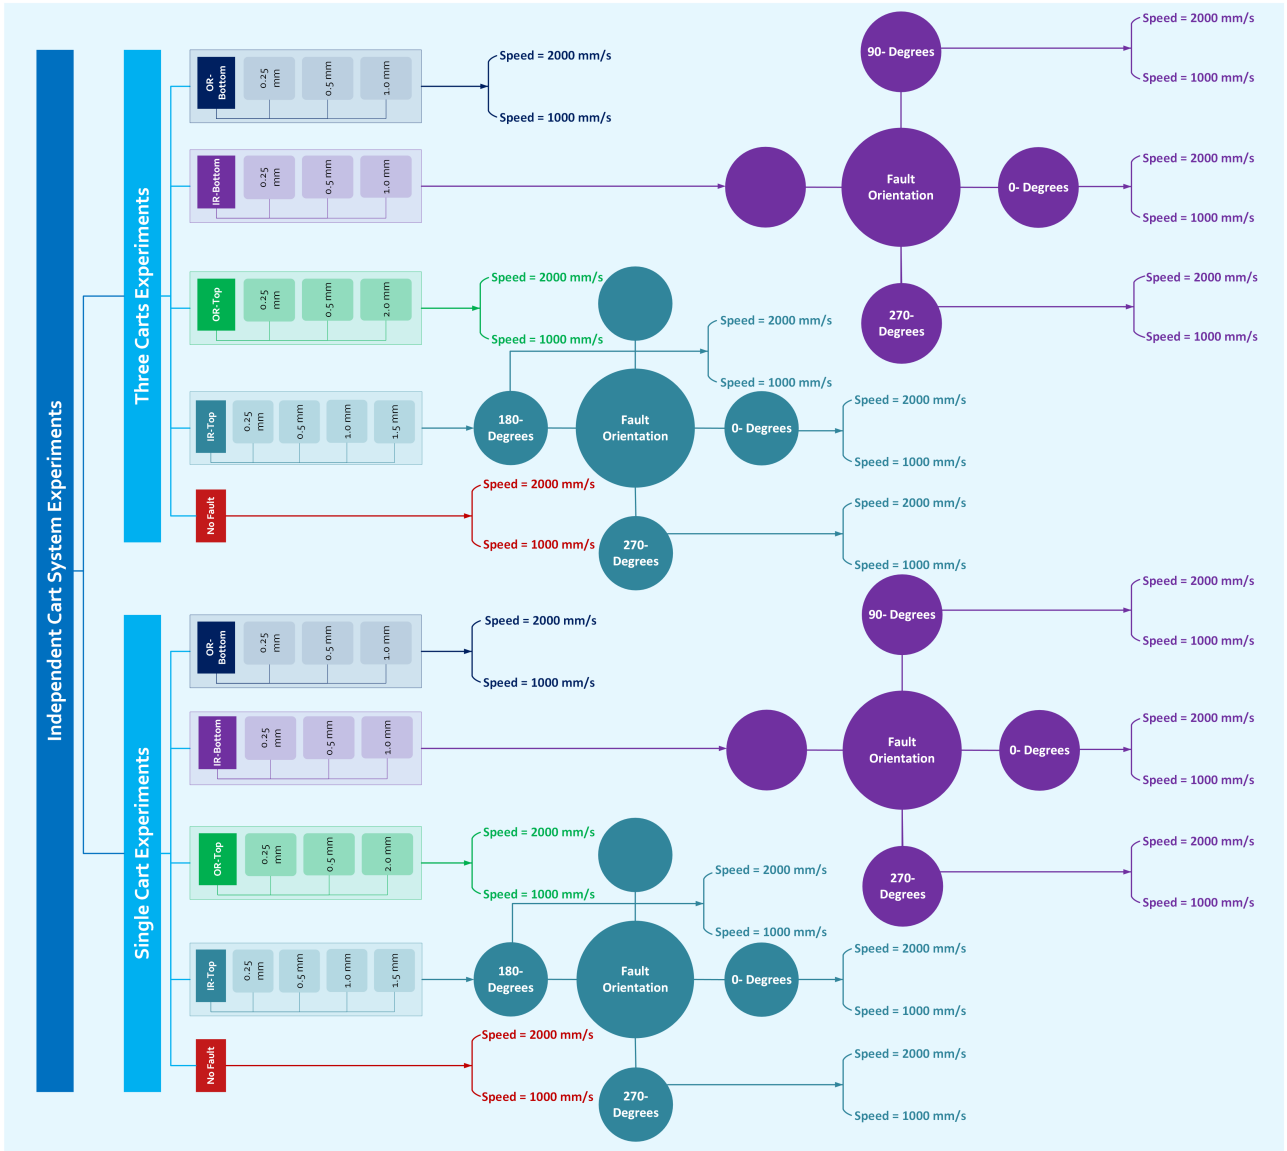 Independent Cart System Experiments
Three Carts Experiments
OR-
Bottom
0.25
mm
0.5 mm
1.0 mm
Speed = 2000 mm/s
Speed = 1000 mm/s
IR-Bottom
0.25
mm
0.5 mm
1.0 mm
90- Degrees
Speed = 2000 mm/s
Speed = 1000 mm/s
Fault
Orientation
0- Degrees
Speed = 2000 mm/s
Speed = 1000 mm/s
270-
Degrees
Speed = 2000 mm/s
Speed = 1000 mm/s
OR-Top
0.25
mm
0.5 mm
2.0 mm
Speed = 2000 mm/s
Speed = 1000 mm/s
IR-Top
0.25
mm
0.5 mm
1.0 mm
1.5 mm
180-
Degrees
Speed = 2000 mm/s
Speed = 1000 mm/s
Fault
Orientation
0- Degrees
Speed = 2000 mm/s
Speed = 1000 mm/s
270-
Degrees
Speed = 2000 mm/s
Speed = 1000 mm/s
No Fault
Speed = 2000 mm/s
Speed = 1000 mm/s
Single Cart Experiments
OR-
Bottom
0.25
mm
0.5 mm
1.0 mm
Speed = 2000 mm/s
Speed = 1000 mm/s
IR-Bottom
0.25
mm
0.5 mm
1.0 mm
90- Degrees
Speed = 2000 mm/s
Speed = 1000 mm/s
Fault
Orientation
0- Degrees
Speed = 2000 mm/s
Speed = 1000 mm/s
270-
Degrees
Speed = 2000 mm/s
Speed = 1000 mm/s
OR-Top
0.25
mm
0.5 mm
2.0 mm
Speed = 2000 mm/s
Speed = 1000 mm/s
IR-Top
0.25
mm
0.5 mm
1.0 mm
1.5 mm
180-
Degrees
Speed = 2000 mm/s
Speed = 1000 mm/s
Fault
Orientation
0- Degrees
Speed = 2000 mm/s
Speed = 1000 mm/s
270-
Degrees
Speed = 2000 mm/s
Speed = 1000 mm/s
No Fault
Speed = 2000 mm/s
Speed = 1000 mm/s